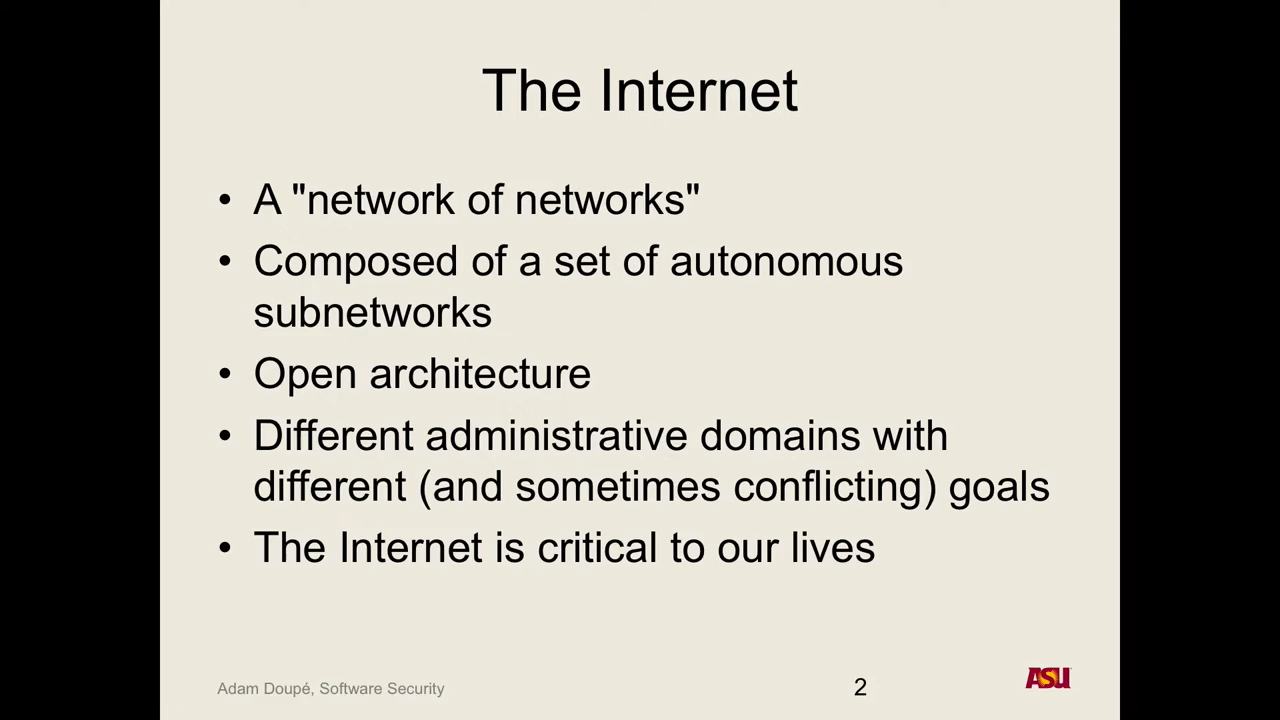 The Internet
• A "network of networks"
• Composed of a set of autonomous
subnetworks
• Open architecture
• Different administrative domains with
different (and sometimes conflicting) goals
• The Internet is critical to our lives
Adam Doupé, Software Security
2
ASU